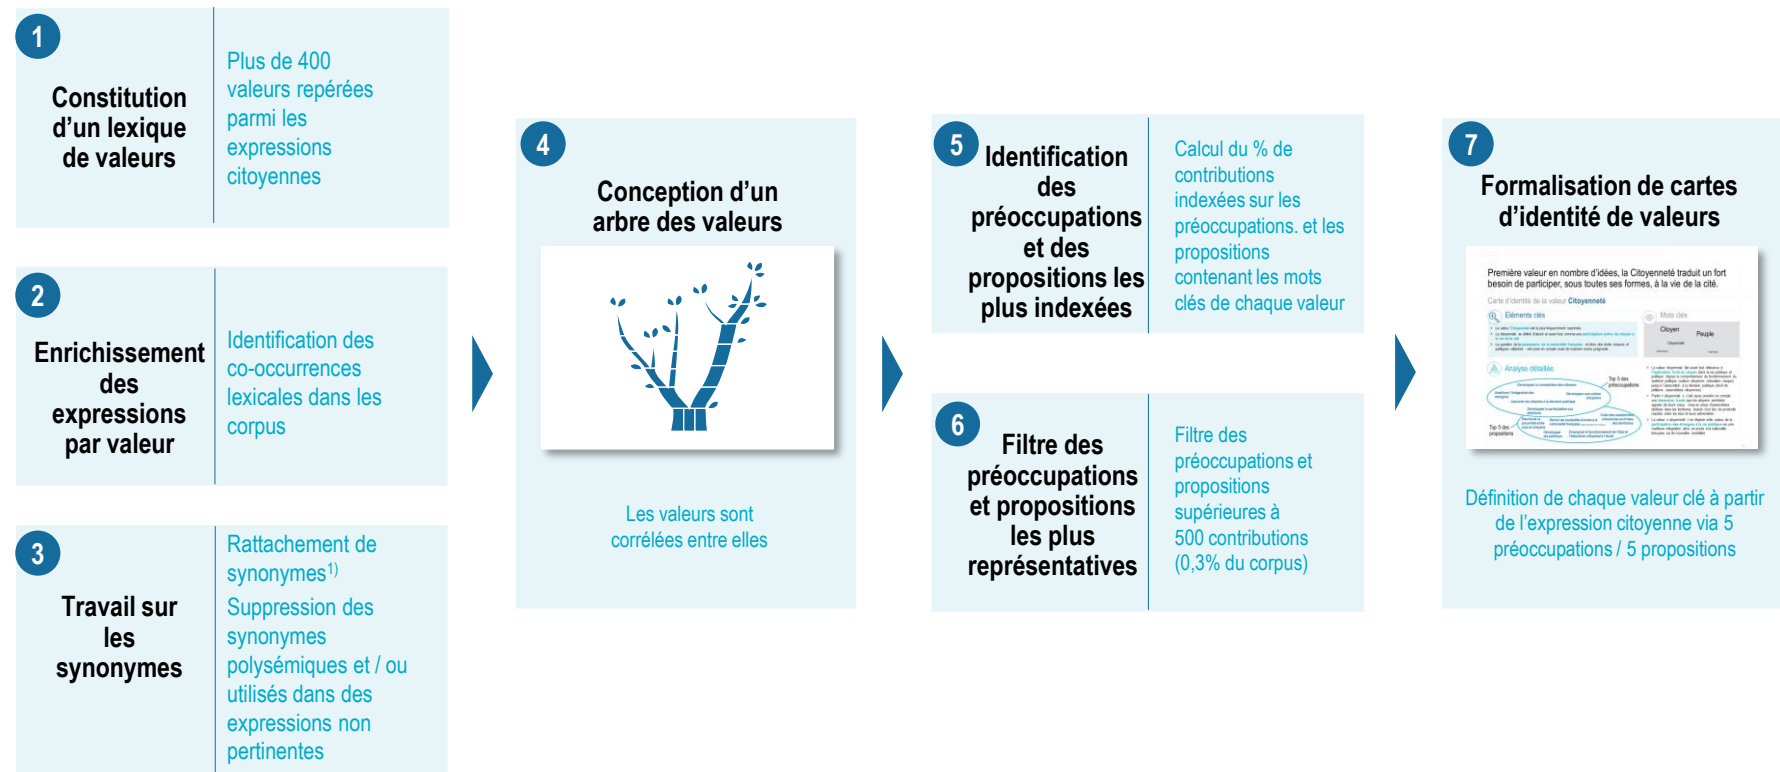 1
Constitution
d’un lexique
de valeurs
Plus de 400
valeurs repérées
parmi les
expressions
citoyennes
2
Enrichissement
des
expressions
par valeur
Identification des
co-occurrences
lexicales dans les
corpus
3
Travail sur
les
synonymes
Rattachement de
synonymes1)
Suppression des
synonymes
polysémiques et / ou
utilisés dans des
expressions non
pertinentes
4
Conception d’un
arbre des valeurs
Les valeurs sont
corrélées entre elles
5
Identification
des
préoccupations
et des
propositions les
plus indexées
Calcul du % de
contributions
indexées sur les
préoccupations. et les
propositions
contenant les mots
clés de chaque valeur
6
Filtre des
préoccupations
et propositions
les plus
représentatives
Filtre des
préoccupations et
propositions
supérieures à
500 contributions
(0,3% du corpus)
7
Formalisation de cartes
d’identité de valeurs
Première valeur en nombre d’idées, la Citoyenneté traduit un fort
besoin de participer, sous toutes ses formes, à la vie de la cité.
Carte d’identité de la valeur Citoyenneté
Eléments clés
Mots clés
Citoyen
Peuple
Citoyenneté
Analyse détaillée
Top 5 des
préoccupations
Top 5 des
propositions
Définition de chaque valeur clé à partir
de l’expression citoyenne via 5
préoccupations / 5 propositions